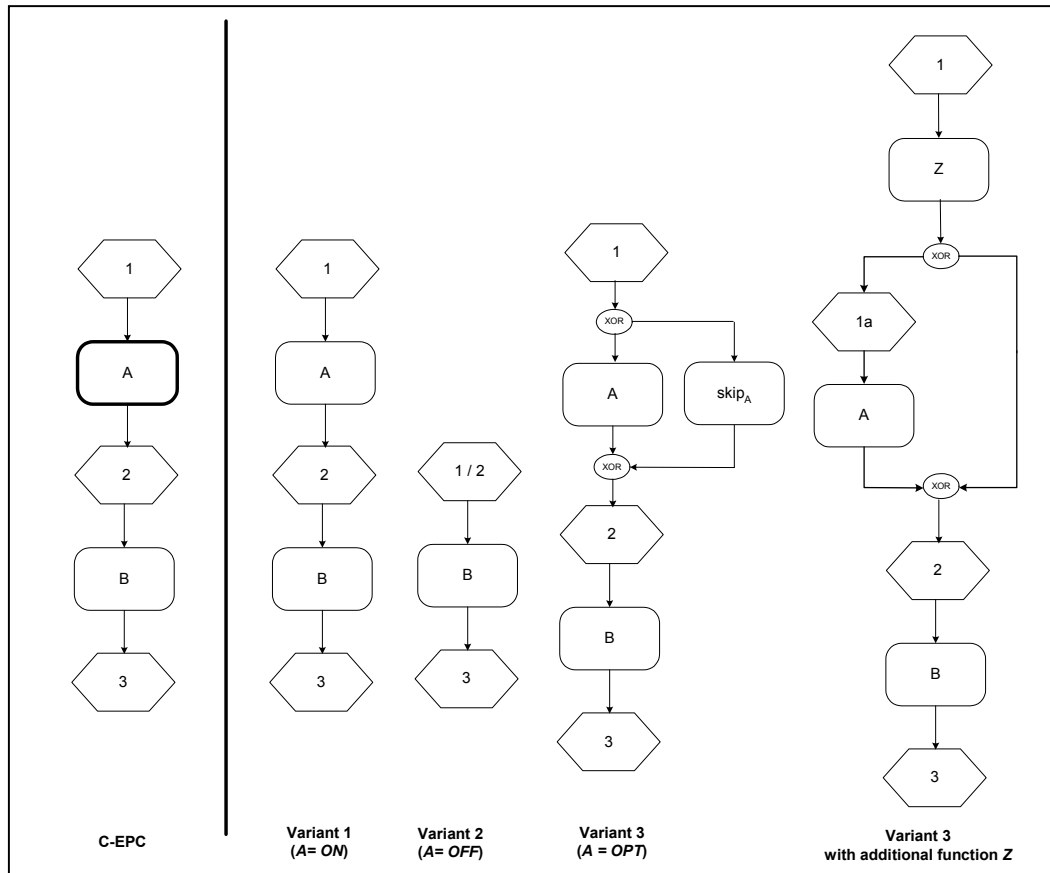 1
A
2
B
3
C-EPC
1
A
2
B
3
Variant 1
(A= ON)
1 / 2
B
3
Variant 2
(A= OFF)
1
XOR
A
skipA
XOR
2
B
3
Variant 3
(A = OPT)
1
Z
XOR
1a
A
XOR
2
B
3
Variant 3
with additional function Z